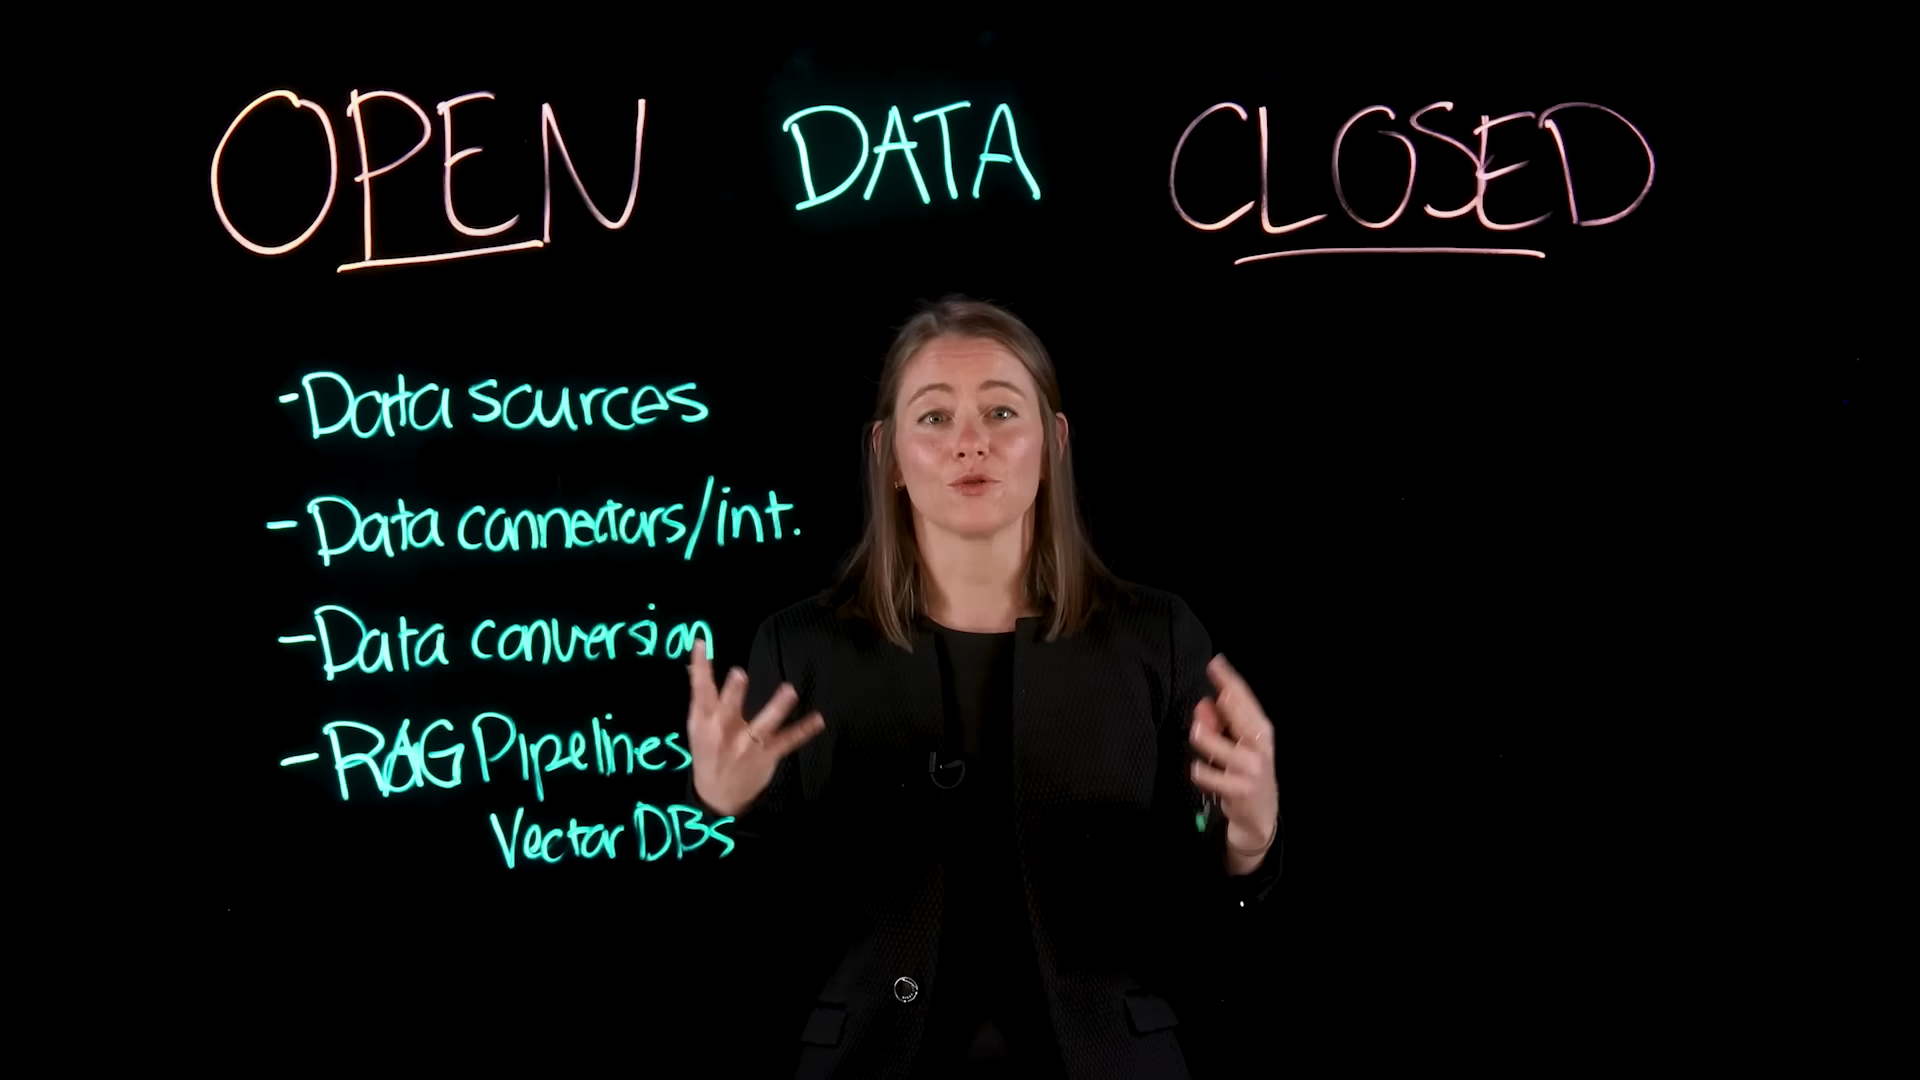 OPEN DATA CLOSED
- Data sources
- Data connectors/int.
- Data conversion
- RAG Pipelines
Vector DBs